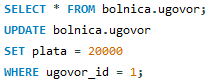 SELECT * FROM bolnica.ugovor;
UPDATE bolnica.ugovor
SET plata = 20000
WHERE ugovor_id = 1;